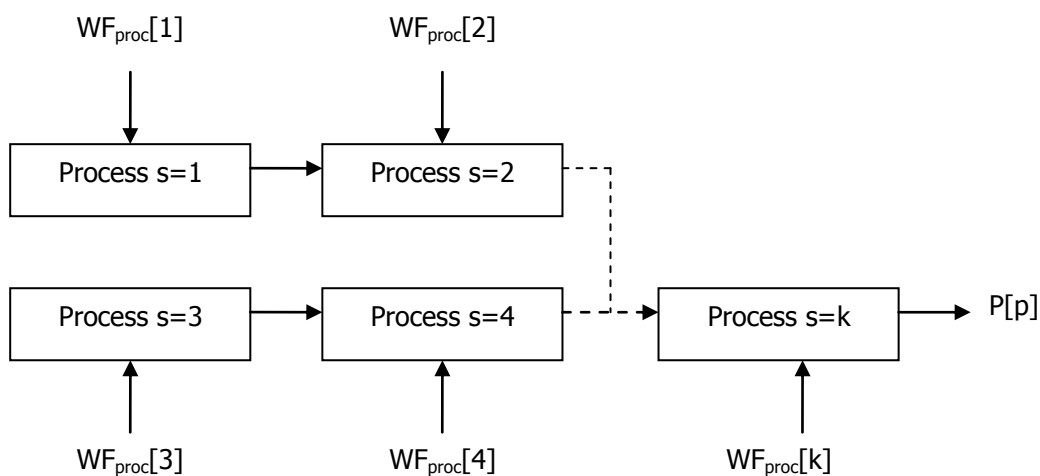 WFproc[1] WFproc[2]
Process s=1 Process s=2
Process s=3 Process s=4 Process s=k P[p]
WFproc[3] WFproc[4] WFproc[k]